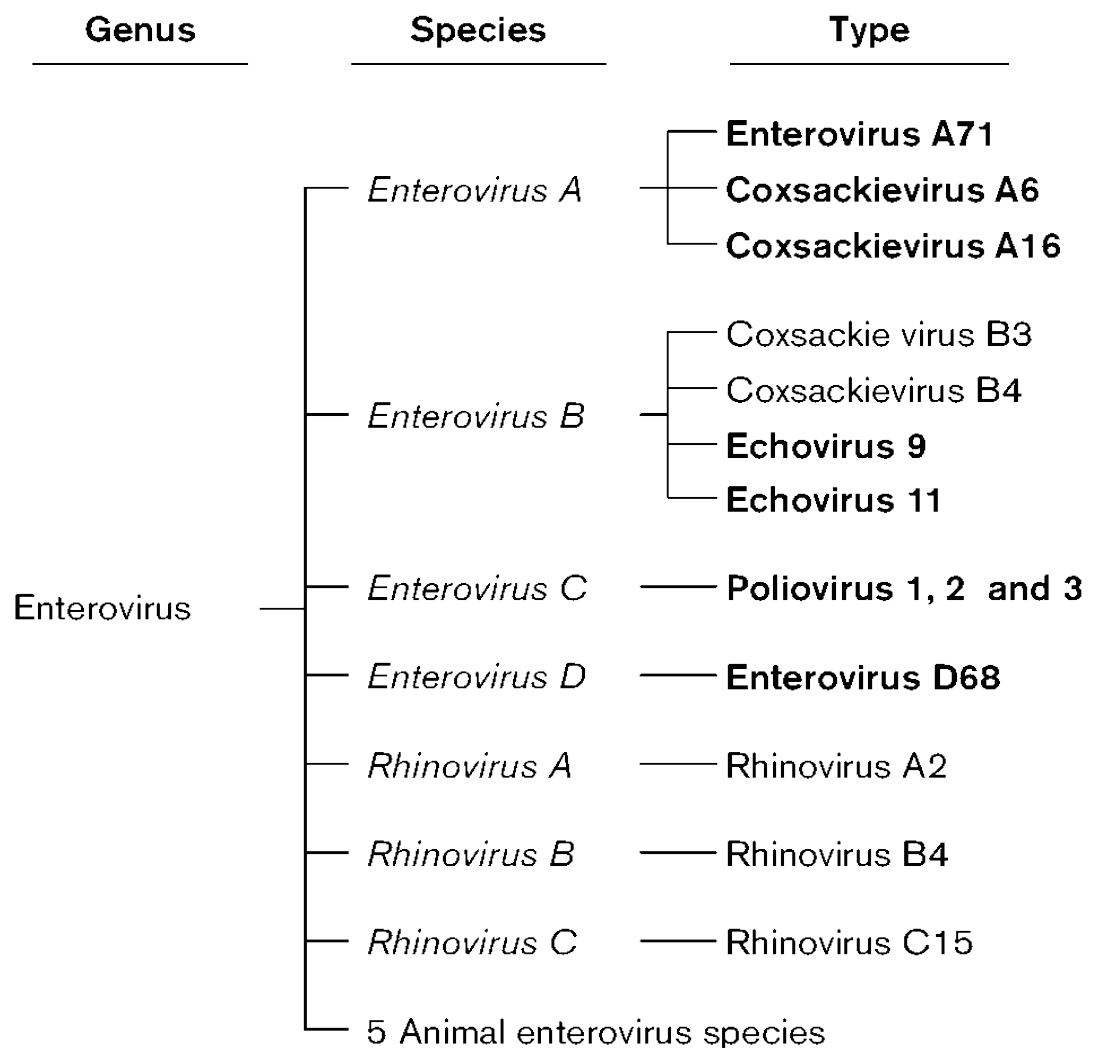 Genus Species Type
Enterovirus A71
Enterovirus A Coxsackievirus A6
Coxsackievirus A16
Coxsackie virus B3
Coxsackievirus B4
Enterovirus B
Echovirus 9
Echovirus 11
Enterovirus C Poliovirus 1, 2 and 3
Enterovirus
Enterovirus D Enterovirus D68
Rhinovirus A Rhinovirus A2
Rhinovirus B Rhinovirus B4
Rhinovirus C Rhinovirus C15
5 Animal enterovirus species